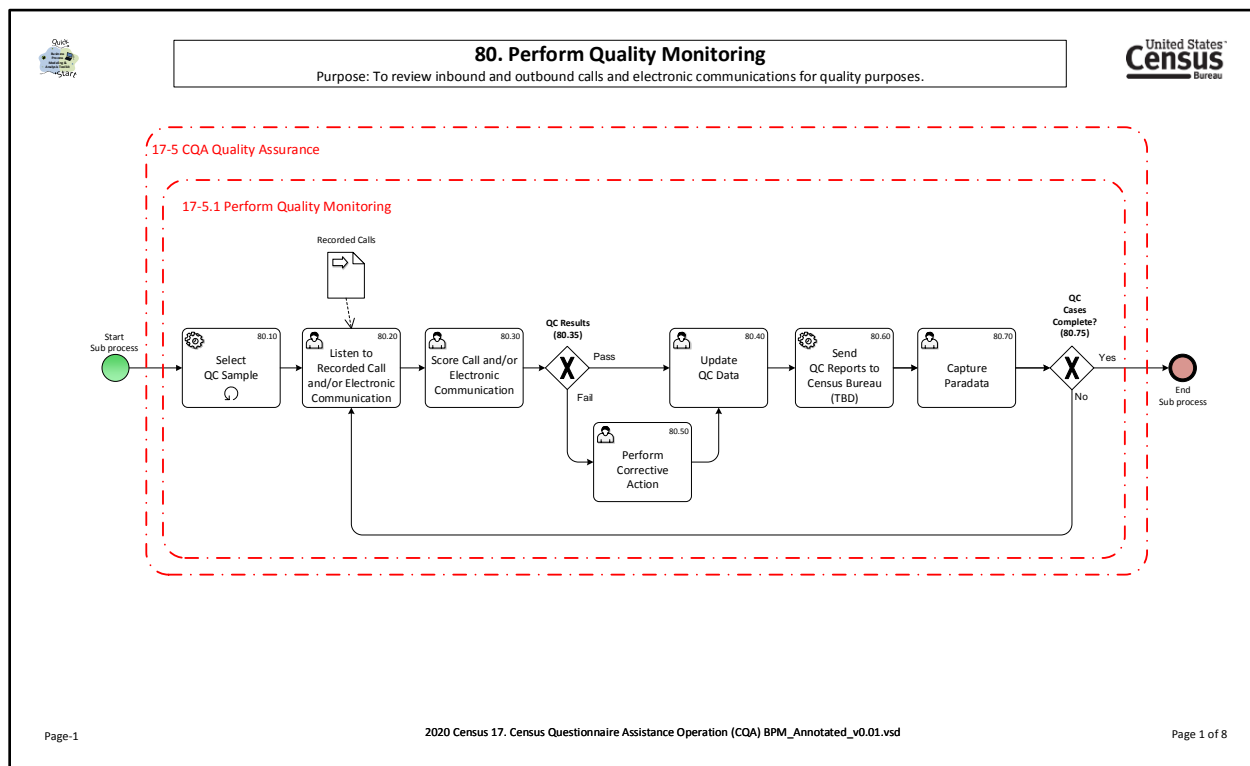 Quick
Start
80. Perform Quality Monitoring
Purpose: To review inbound and outbound calls and electronic communications for quality purposes.
United States™
Census
Bureau
17-5 CQA Quality Assurance
17-5.1 Perform Quality Monitoring
Recorded Calls
Start
Sub process
80.10
Select
QC Sample
80.20
Listen to
Recorded Call
and/or Electronic
Communication
80.30
Score Call and/or
Electronic
Communication
QC Results
(80.35)
X
Pass
Fail
80.50
Perform
Corrective
Action
80.40
Update
QC Data
80.60
Send
QC Reports to
Census Bureau
(TBD)
80.70
Capture
Paradata
QC
Cases
Complete?
(80.75)
X
Yes
No
End
Sub process
Page-1
2020 Census 17. Census Questionnaire Assistance Operation (CQA) BPM_Annotated_v0.01.vsd
Page 1 of 8